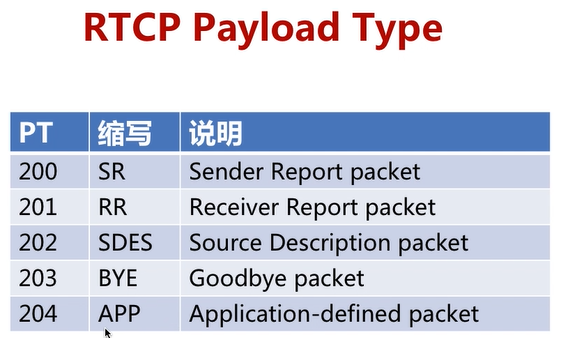 RTCP Payload Type
PT 缩写 说明
200 SR Sender Report packet
201 RR Receiver Report packet
202 SDES Source Description packet
203 BYE Goodbye packet
204 APP Application-defined packet